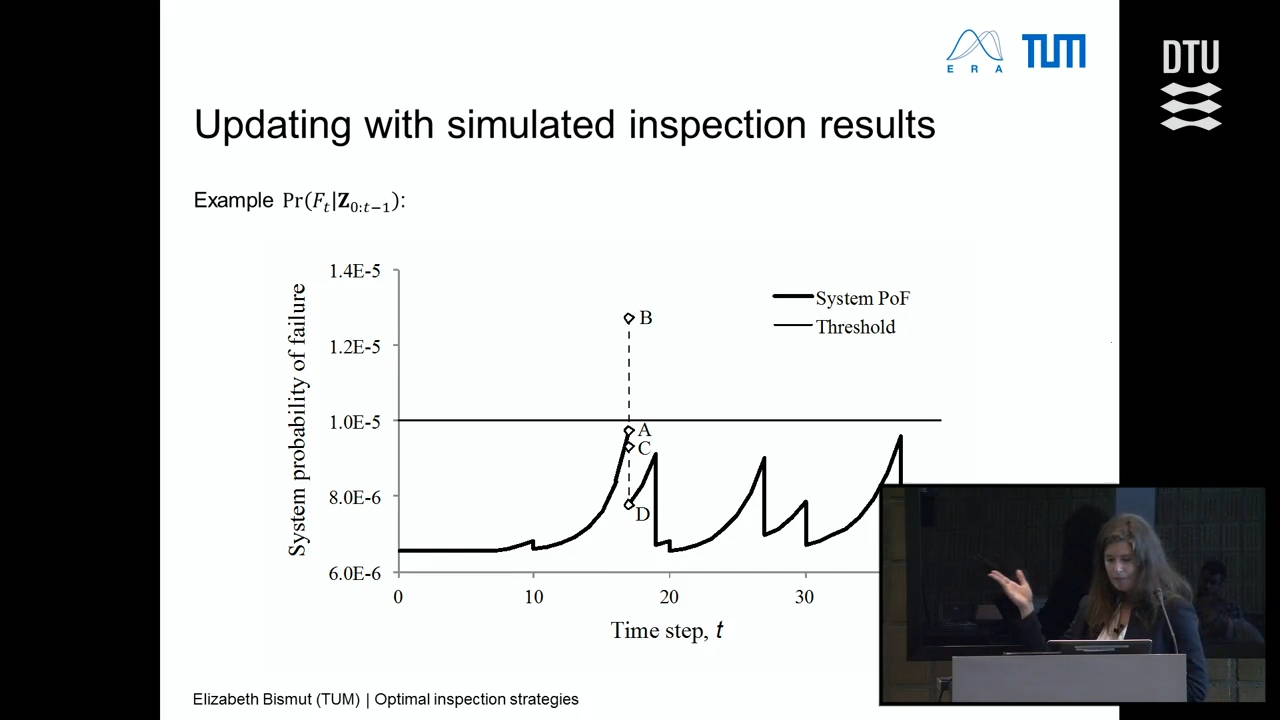 E R A
TUM
DTU
Updating with simulated inspection results
Example Pr(F_t|Z_{0:t−1}):
System probability of failure
1.4E-5
1.2E-5
1.0E-5
8.0E-6
6.0E-6
B
A
C
D
System PoF
Threshold
0
10
20
30
Time step, t
Elizabeth Bismut (TUM) | Optimal inspection strategies